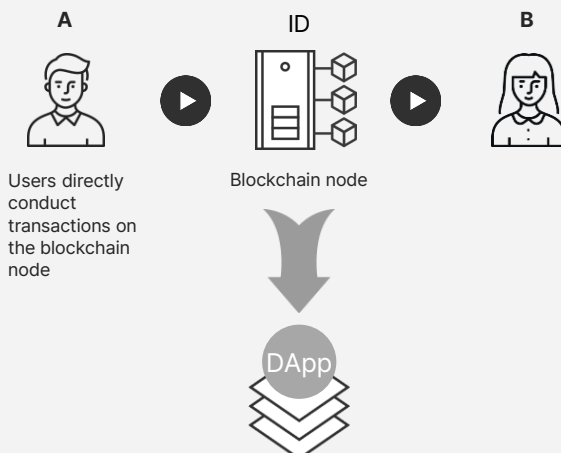 A
ID
B
Users directly
conduct
transactions on
the blockchain
node
Blockchain node
DApp